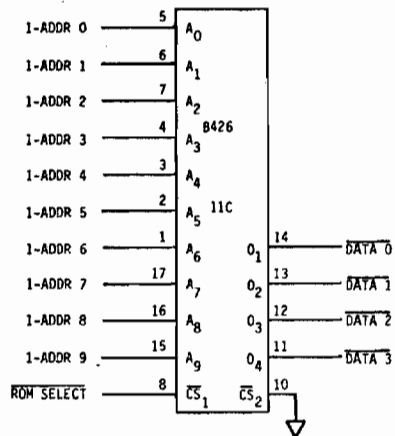 1-ADDR 0 5 A0
1-ADDR 1 6 A1
1-ADDR 2 7 A2
1-ADDR 3 4 A3 8426
1-ADDR 4 3 A4
1-ADDR 5 2 A5 11C
1-ADDR 6 1 A6 O1 14 DATA 0
1-ADDR 7 17 A7 O2 13 DATA 1
1-ADDR 8 16 A8 O3 12 DATA 2
1-ADDR 9 15 A9 O4 11 DATA 3
ROM SELECT 8 CS1 CS2 10